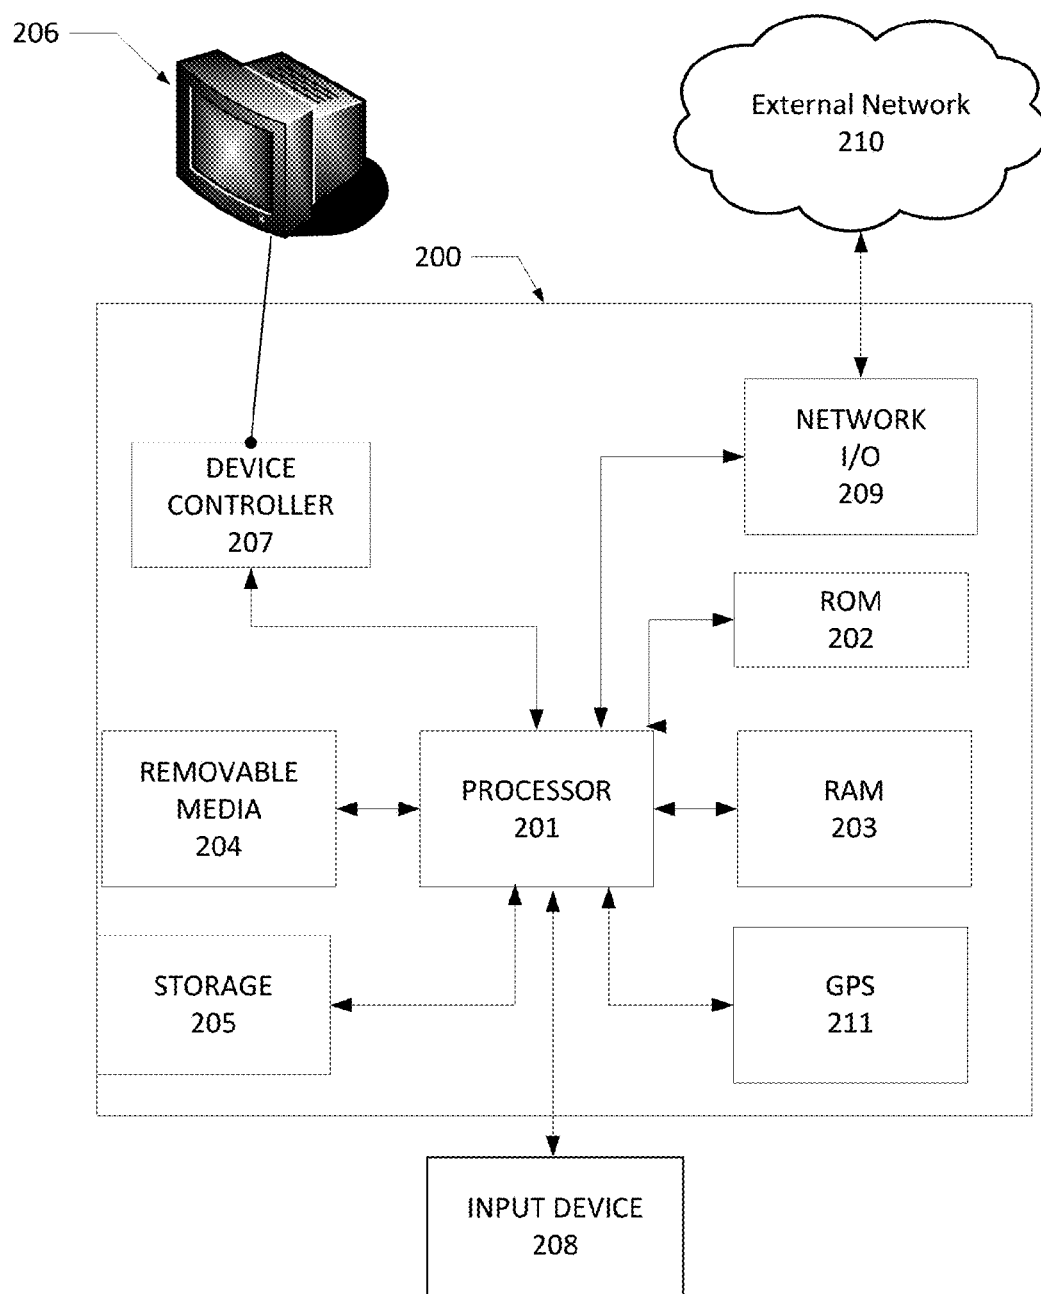 206
External Network
210
200
NETWORK
I/O
209
DEVICE
CONTROLLER
207
ROM
202
REMOVABLE
MEDIA
204
PROCESSOR
201
RAM
203
STORAGE
205
GPS
211
INPUT DEVICE
208